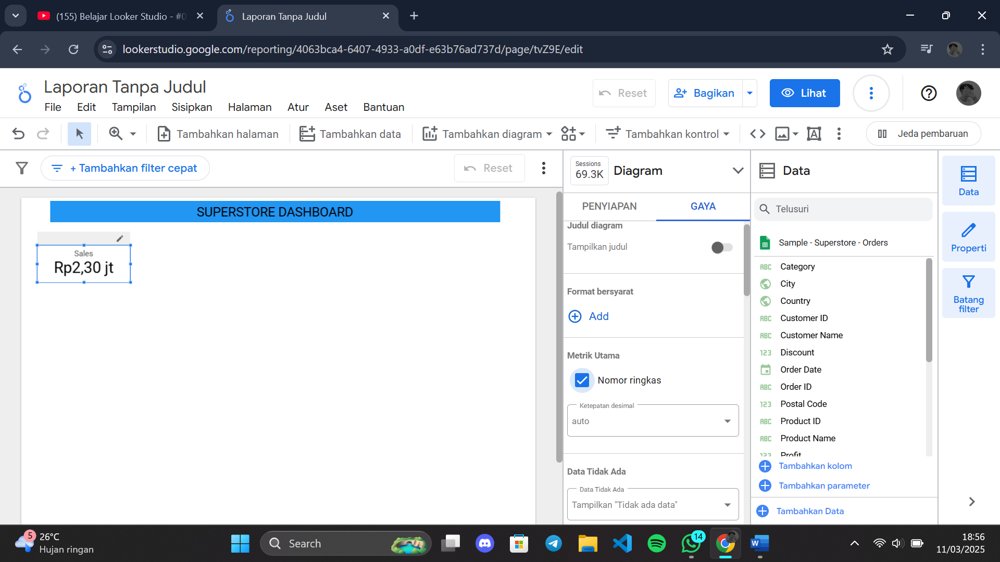 (155) Belajar Looker Studio - #0
Laporan Tanpa Judul
lookerstudio.google.com/reporting/4063bca4-6407-4933-a0df-e63b76ad737d/page/tvZ9E/edit
Laporan Tanpa Judul
Reset
Bagikan
Lihat
File Edit Tampilan Sisipkan Halaman Atur Aset Bantuan
Tambahkan halaman
Tambahkan data
Tambahkan diagram
Tambahkan kontrol
Jeda pembaruan
+ Tambahkan filter cepat
Reset
SUPERSTORE DASHBOARD
Sales
Rp2,30 jt
Sessions
69.3K
Diagram
PENYIAPAN
GAYA
Judul diagram
Tampilkan judul
Format bersyarat
Add
Metrik Utama
Nomor ringkas
Ketepatan desimal
auto
Data Tidak Ada
Data Tidak Ada
Tampilkan "Tidak ada data"
Data
Telusuri
Sample - Superstore - Orders
ABC Category
City
Country
ABC Customer ID
ABC Customer Name
123 Discount
Order Date
ABC Order ID
123 Postal Code
ABC Product ID
ABC Product Name
123 Profit
Tambahkan kolom
Tambahkan parameter
Tambahkan Data
Data
Properti
Batang
filter
5
26°C
Hujan ringan
Search
14
18:56
11/03/2025